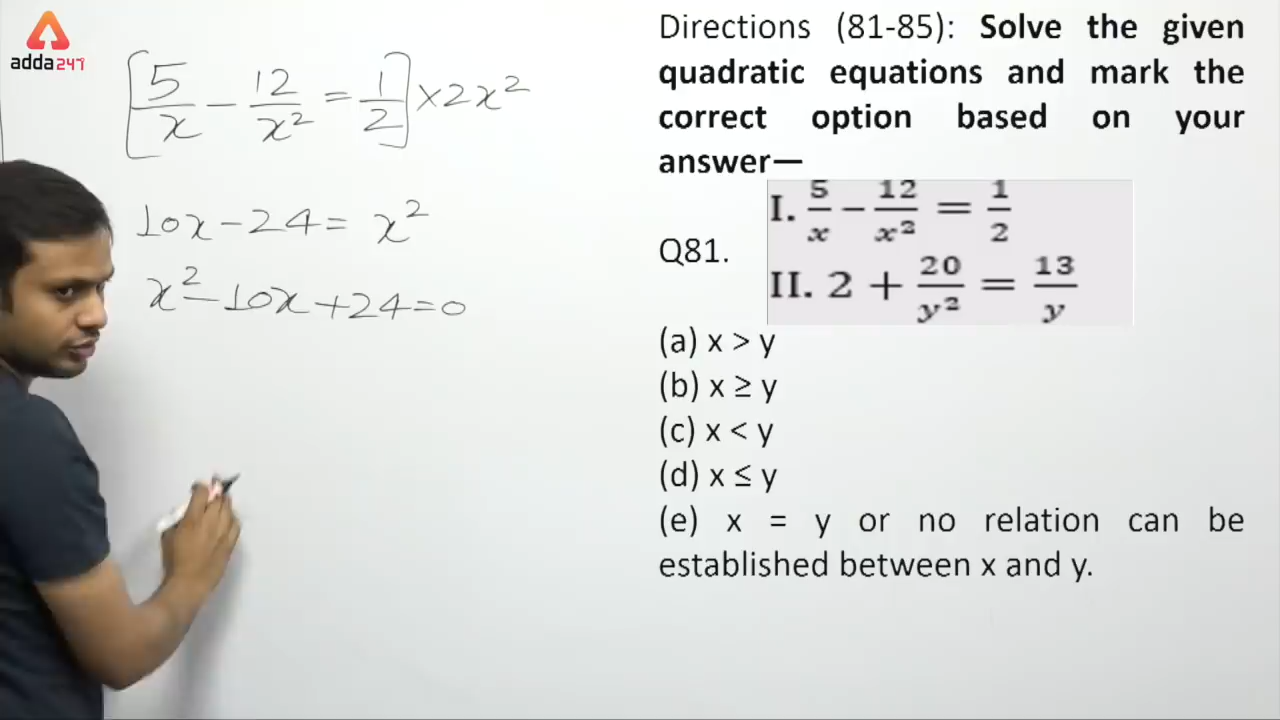 adda247
[5/x − 12/x² = 1/2] ×2x²
10x − 24 = x²
x² − 10x + 24 = 0
Directions (81-85): Solve the given
quadratic equations and mark the
correct option based on your
answer—
Q81.
I. 5/x − 12/x² = 1/2
II. 2 + 20/y² = 13/y
(a) x > y
(b) x ≥ y
(c) x < y
(d) x ≤ y
(e) x = y or no relation can be
established between x and y.